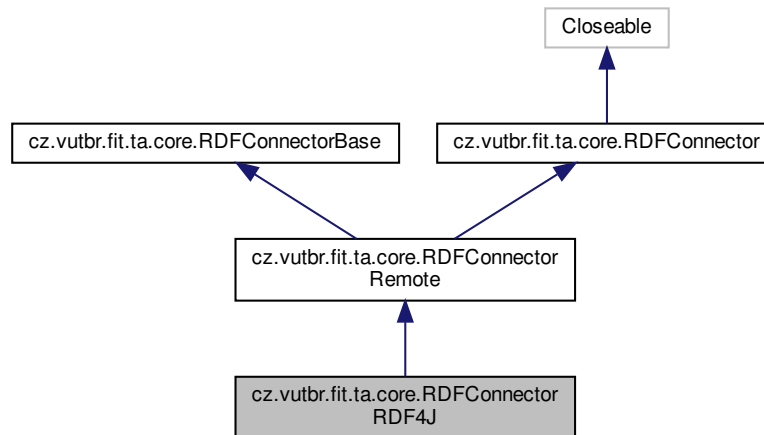 Closeable
cz.vutbr.fit.ta.core.RDFConnectorBase
cz.vutbr.fit.ta.core.RDFConnector
cz.vutbr.fit.ta.core.RDFConnector
Remote
cz.vutbr.fit.ta.core.RDFConnector
RDF4J